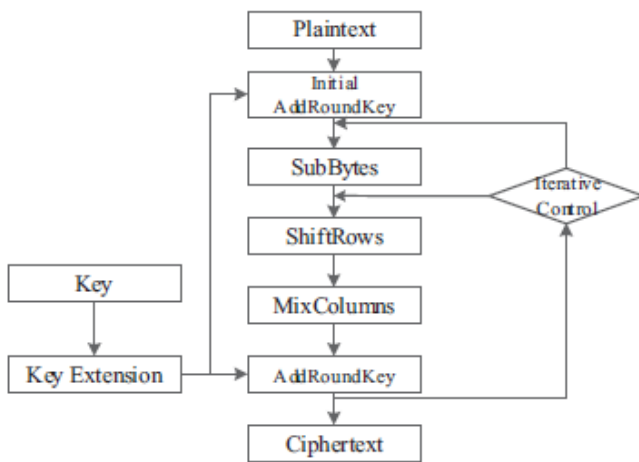 Plaintext
Initial
AddRoundKey
SubBytes
Iterative
Control
ShiftRows
Key
MixColumns
Key Extension
AddRoundKey
Ciphertext